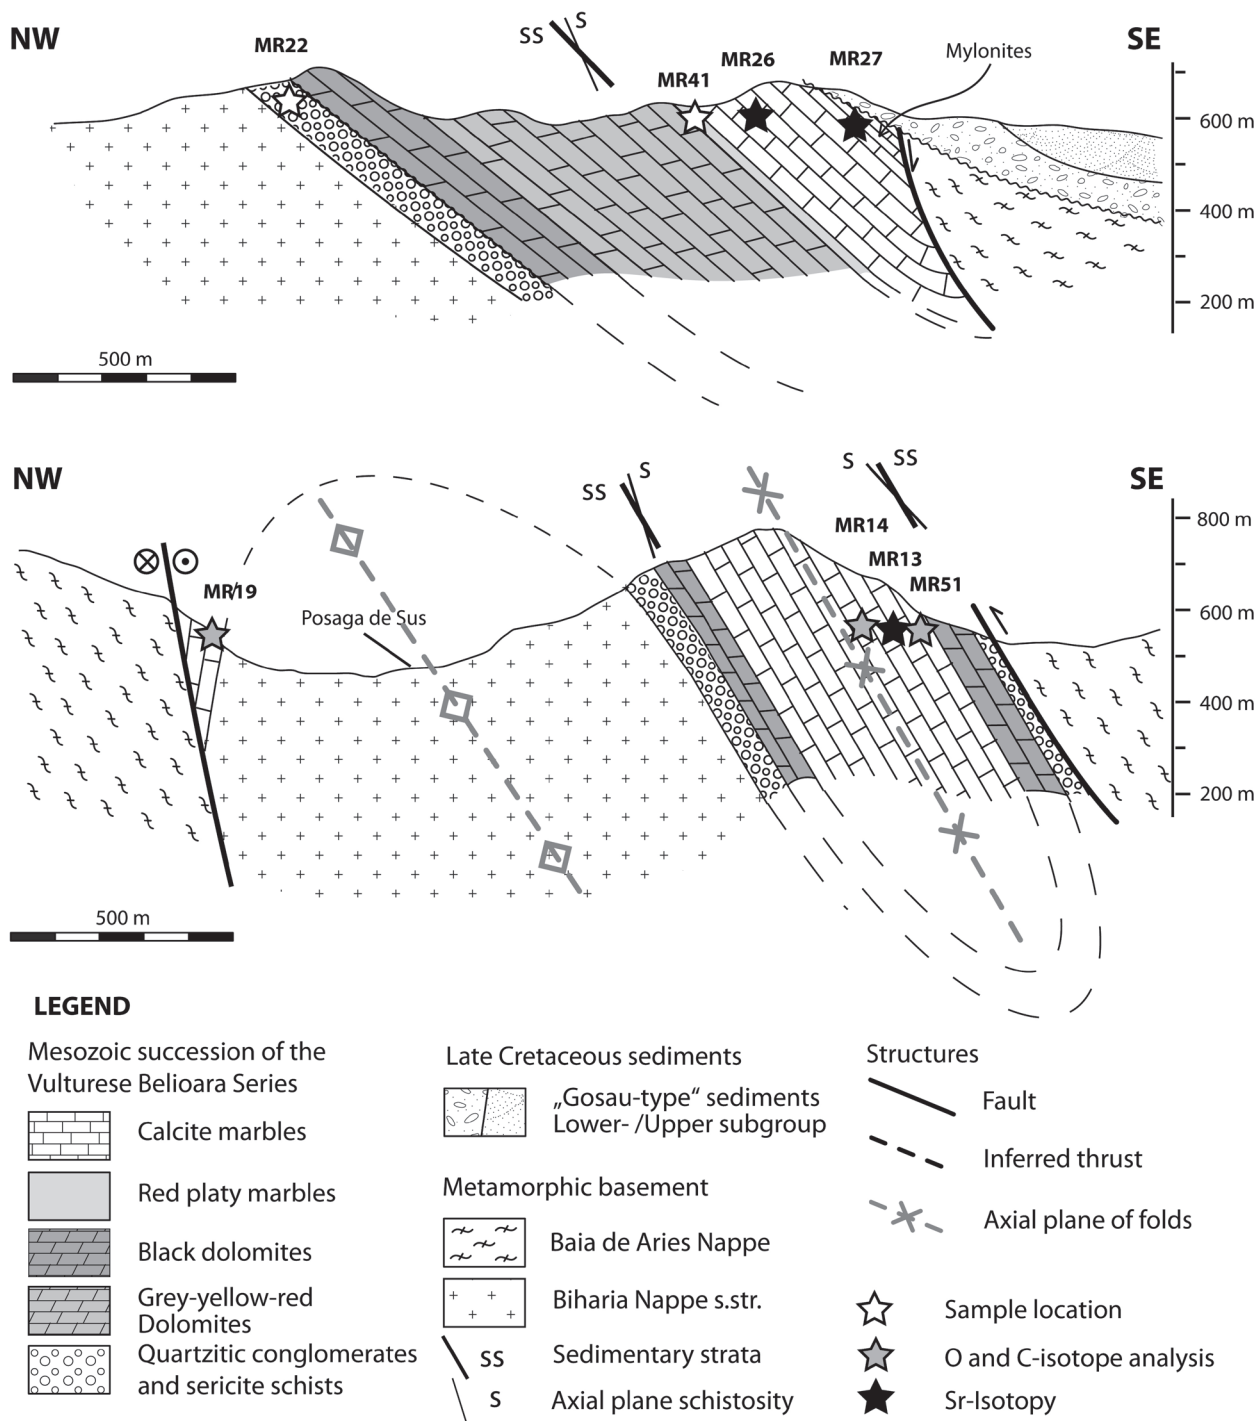 NW
MR22
SS
S
MR41
MR26
MR27
Mylonites
SE
600 m
400 m
200 m
500 m
NW
MR19
Posaga de Sus
SS
S
S
SS
MR14
MR13
MR51
SE
800 m
600 m
400 m
200 m
500 m
LEGEND
Mesozoic succession of the
Vulturese Belioara Series
Calcite marbles
Red platy marbles
Black dolomites
Grey-yellow-red
Dolomites
Quartzitic conglomerates
and sericite schists
Late Cretaceous sediments
„Gosau-type“ sediments
Lower- /Upper subgroup
Metamorphic basement
Baia de Aries Nappe
Biharia Nappe s.str.
SS Sedimentary strata
S Axial plane schistosity
Structures
Fault
Inferred thrust
Axial plane of folds
Sample location
O and C-isotope analysis
Sr-Isotopy